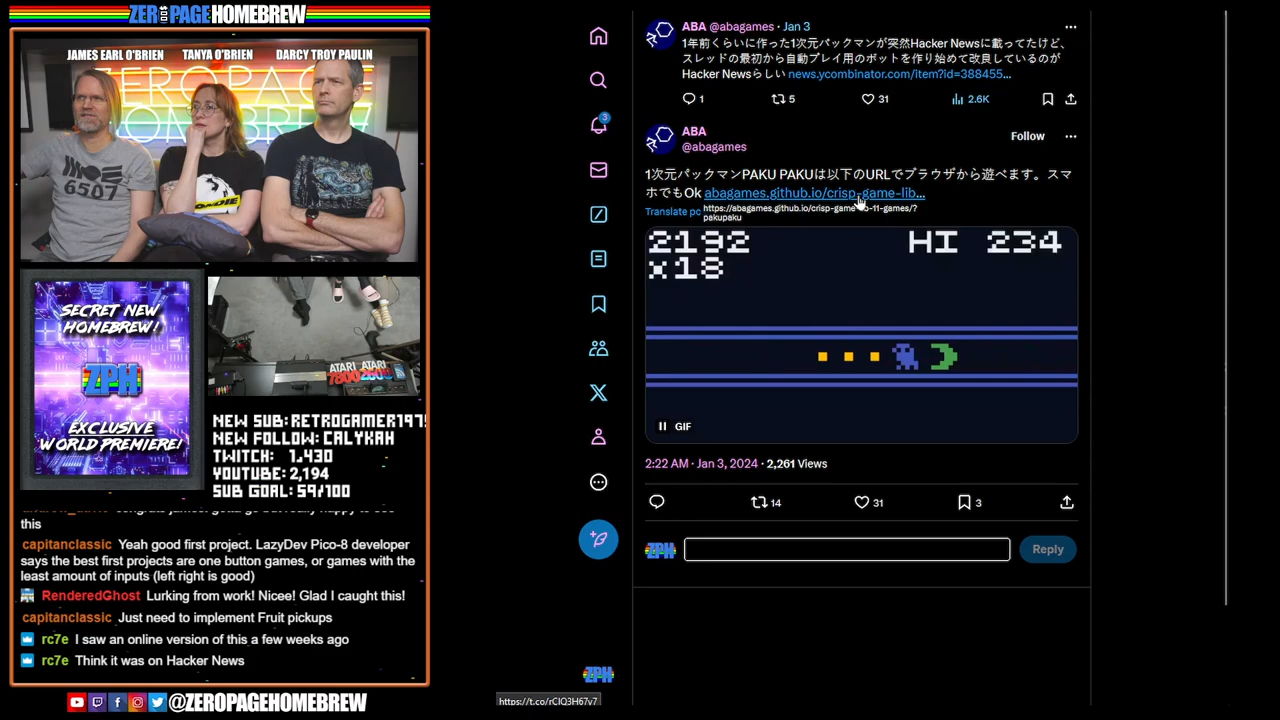 ZEROPAGEHOMEBREW
JAMES EARL O'BRIEN
TANYA O'BRIEN
DARCY TROY PAULIN
MOS
6507
SECRET NEW
HOMEBREW!
ZPH
EXCLUSIVE
WORLD PREMIERE!
ATARI
7800
ATARI
2600
NEW SUB:RETROGAMER197
NEW FOLLOW:CALYKAH
TWITCH: 1,430
YOUTUBE: 2,194
SUB GOAL: 59/100
this
capitanclassic Yeah good first project. LazyDev Pico-8 developer
says the best first projects are one button games, or games with the
least amount of inputs (left right is good)
RenderedGhost Lurking from work! Nicee! Glad I caught this!
capitanclassic Just need to implement Fruit pickups
rc7e I saw an online version of this a few weeks ago
rc7e Think it was on Hacker News
@ZEROPAGEHOMEBREW
3
ZPH
https://t.co/rCIQ3H67v7
ABA @abagames · Jan 3
1年前くらいに作った1次元パックマンが突然Hacker Newsに載ってたけど、
スレッドの最初から自動プレイ用のボットを作り始めて改良しているのが
Hacker Newsらしい news.ycombinator.com/item?id=388455…
1 5 31 2.6K
ABA
@abagames
Follow
1次元パックマンPAKU PAKUは以下のURLでブラウザから遊べます。スマ
ホでもOk abagames.github.io/crisp-game-lib…
Translate pc
https://abagames.github.io/crisp-game-lib-11-games/?
pakupaku
2192 HI 234
x18
GIF
2:22 AM · Jan 3, 2024 · 2,261 Views
14 31 3
ZPH
Reply